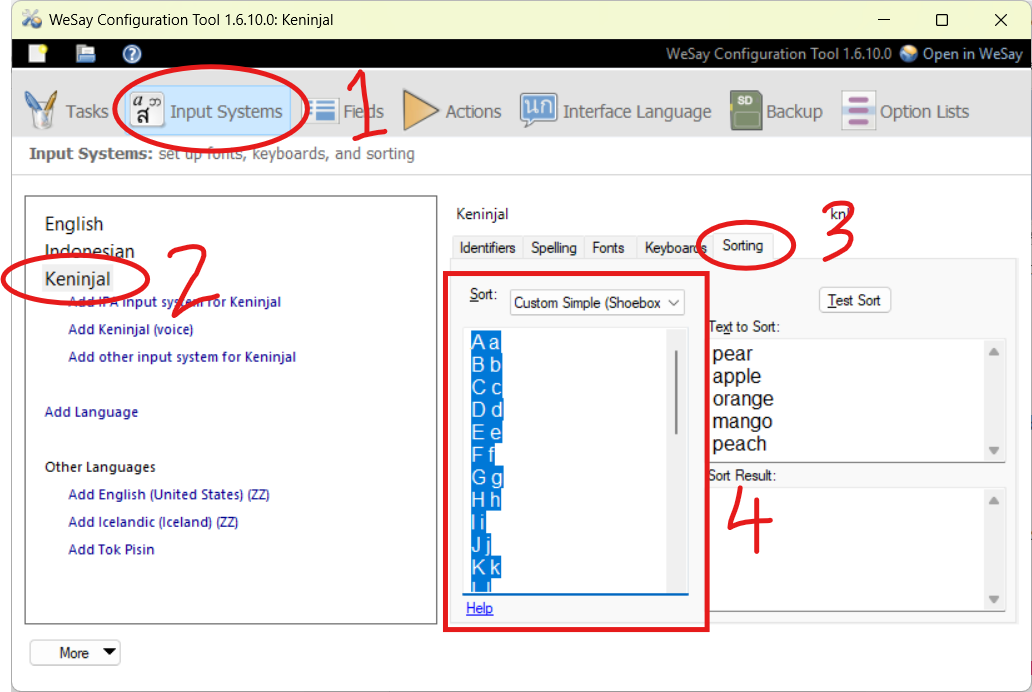 WeSay Configuration Tool 1.6.10.0: Keninjal
WeSay Configuration Tool 1.6.10.0 Open in WeSay
Tasks Input Systems Fields Actions Interface Language Backup Option Lists
1
Input Systems: set up fonts, keyboards, and sorting
English
Indonesian
Keninjal
2
Add IPA input system for Keninjal
Add Keninjal (voice)
Add other input system for Keninjal
Add Language
Other Languages
Add English (United States) (ZZ)
Add Icelandic (Iceland) (ZZ)
Add Tok Pisin
More
Keninjal
3
Identifiers Spelling Fonts Keyboards Sorting
Sort: Custom Simple (Shoebox
A a
B b
C c
D d
E e
F f
G g
H h
I i
J j
K k
Help
Test Sort
Text to Sort:
pear
apple
orange
mango
peach
Sort Result:
4